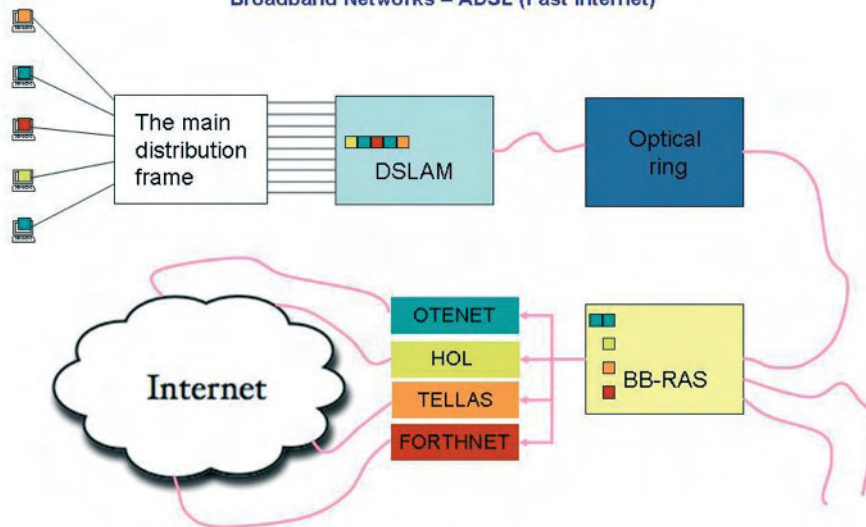 Broadband Networks – ADSL (Fast Internet)
The main
distribution
frame
DSLAM
Optical
ring
OTENET
HOL
TELLAS
FORTHNET
BB-RAS
Internet